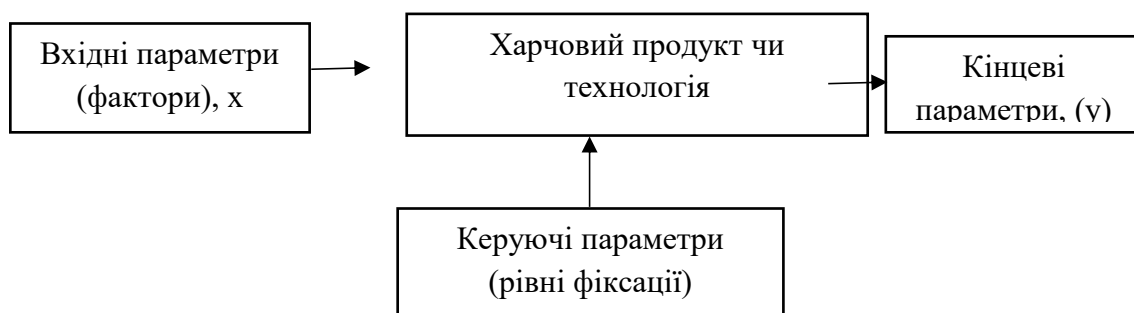 Вхідні параметри
(фактори), х
Харчовий продукт чи
технологія
Кінцеві
параметри, (у)
Керуючі параметри
(рівні фіксації)